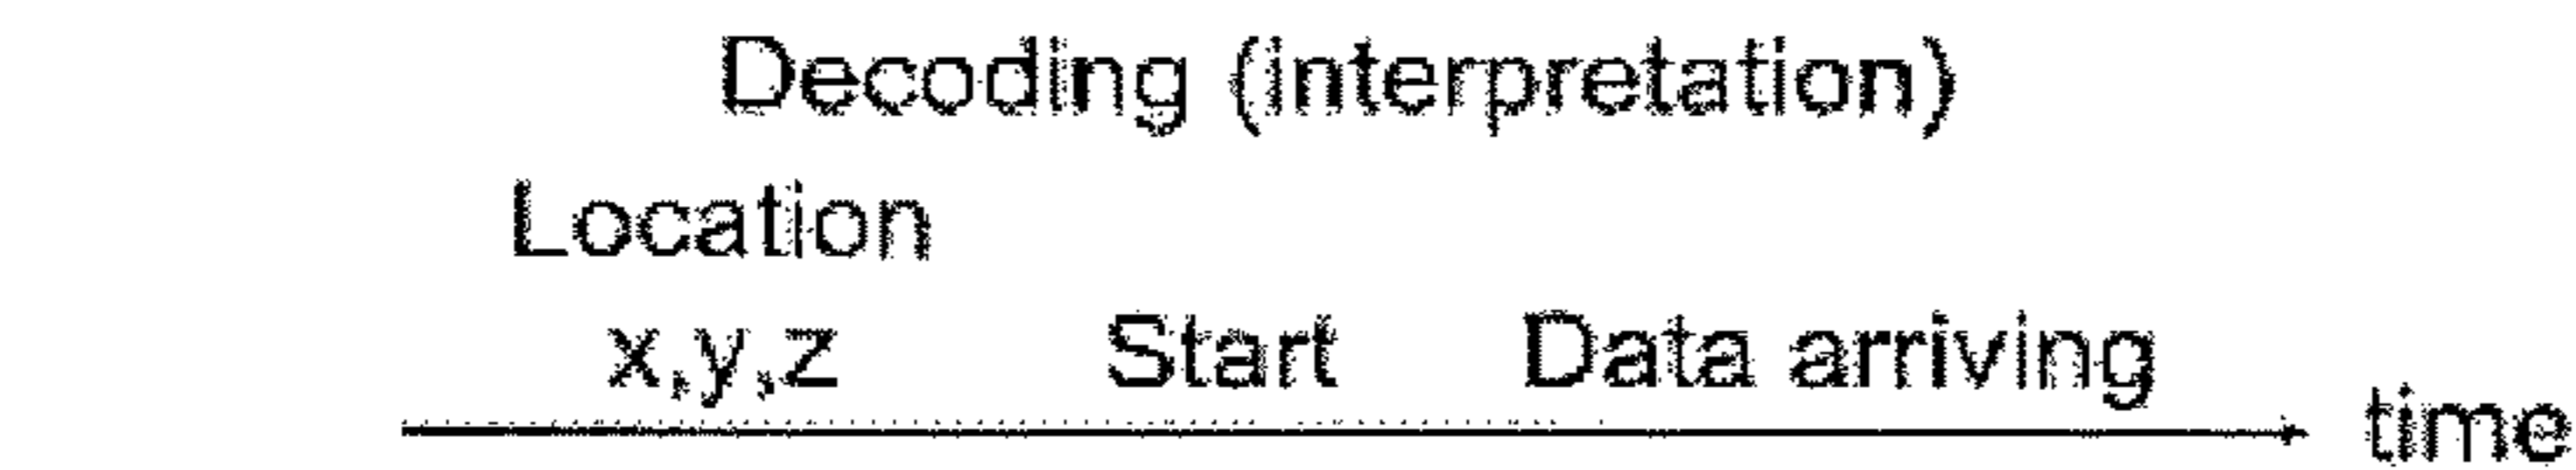 Decoding (interpretation)
Location
x,y,z Start Data arriving
time